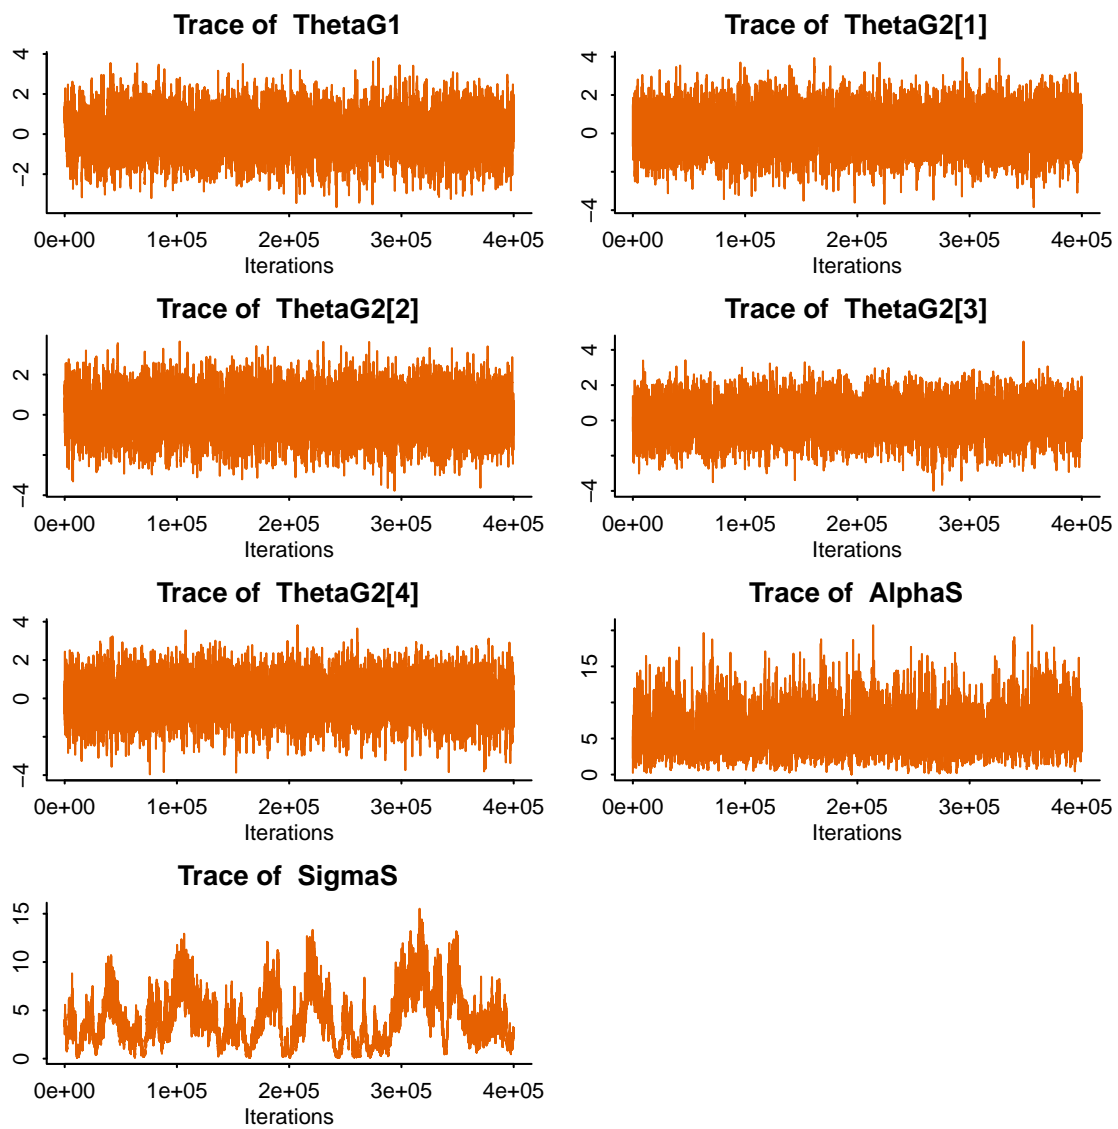 Trace of ThetaG1
4
2
0
−2
0e+00 1e+05 2e+05 3e+05 4e+05
Iterations
Trace of ThetaG2[1]
4
2
0
−4
0e+00 1e+05 2e+05 3e+05 4e+05
Iterations
Trace of ThetaG2[2]
2
0
−4
0e+00 1e+05 2e+05 3e+05 4e+05
Iterations
Trace of ThetaG2[3]
4
2
0
−4
0e+00 1e+05 2e+05 3e+05 4e+05
Iterations
Trace of ThetaG2[4]
4
2
0
−4
0e+00 1e+05 2e+05 3e+05 4e+05
Iterations
Trace of AlphaS
15
5
0
0e+00 1e+05 2e+05 3e+05 4e+05
Iterations
Trace of SigmaS
15
10
5
0
0e+00 1e+05 2e+05 3e+05 4e+05
Iterations